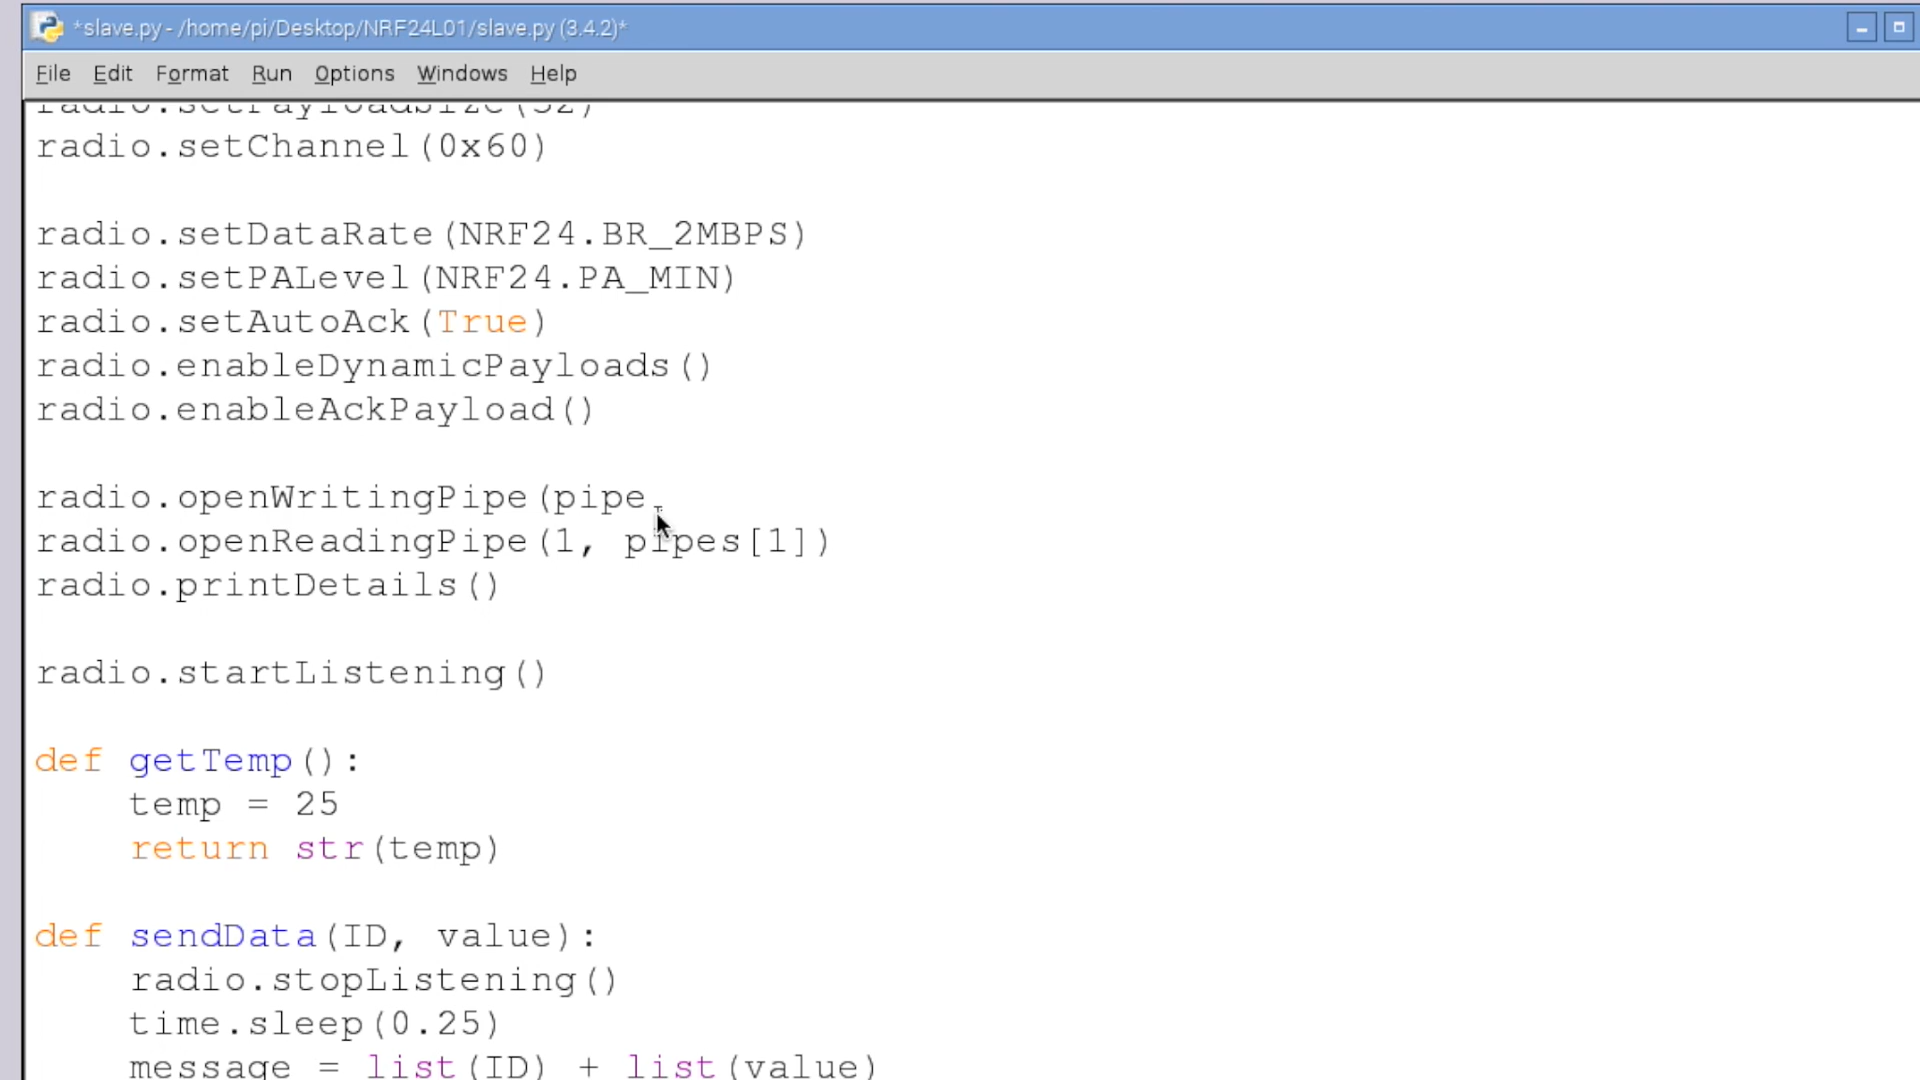 *slave.py - /home/pi/Desktop/NRF24L01/slave.py (3.4.2)*
File Edit Format Run Options Windows Help
radio.setPayloadSize(32)
radio.setChannel(0x60)
radio.setDataRate(NRF24.BR_2MBPS)
radio.setPALevel(NRF24.PA_MIN)
radio.setAutoAck(True)
radio.enableDynamicPayloads()
radio.enableAckPayload()
radio.openWritingPipe(pipe
radio.openReadingPipe(1, pipes[1])
radio.printDetails()
radio.startListening()
def getTemp():
    temp = 25
    return str(temp)
def sendData(ID, value):
    radio.stopListening()
    time.sleep(0.25)
    message = list(ID) + list(value)